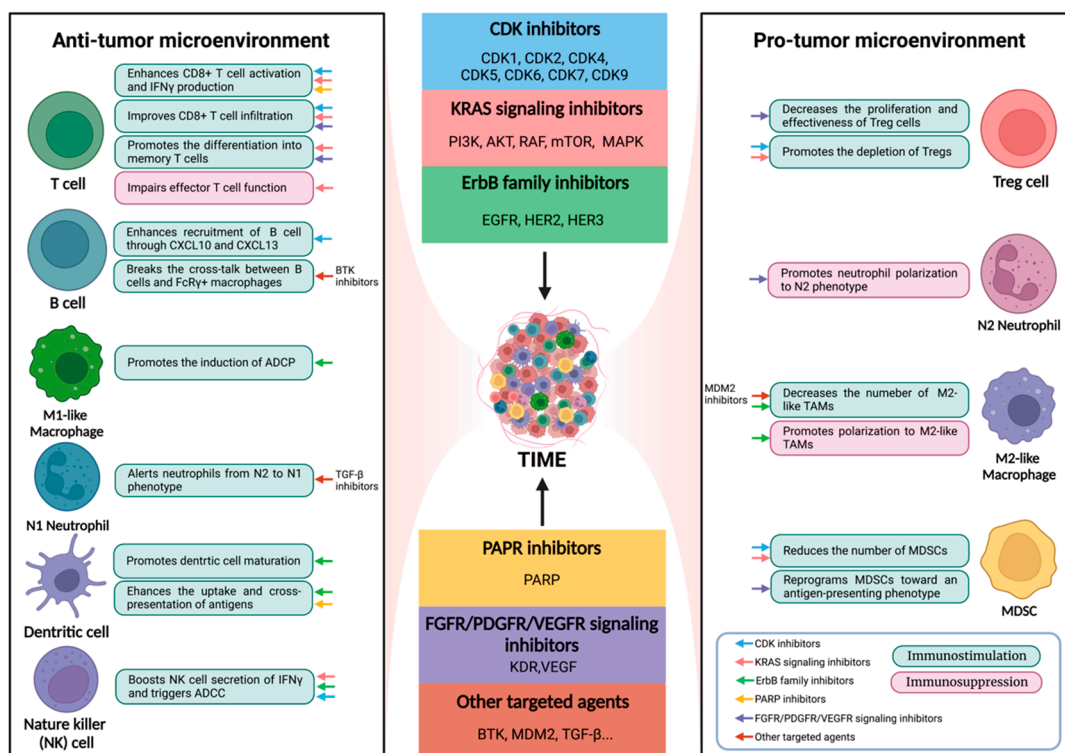 Anti-tumor microenvironment
Enhances CD8+ T cell activation
and IFNγ production
Improves CD8+ T cell infiltration
Promotes the differentiation into
memory T cells
Impairs effector T cell function
T cell
Enhances recruitment of B cell
through CXCL10 and CXCL13
Breaks the cross-talk between B
cells and FcRγ+ macrophages
BTK
inhibitors
B cell
Promotes the induction of ADCP
M1-like
Macrophage
Alerts neutrophils from N2 to N1
phenotype
TGF-β
inhibitors
N1 Neutrophil
Promotes dentrtic cell maturation
Enhances the uptake and cross-
presentation of antigens
Dentritic cell
Boosts NK cell secretion of IFNγ
and triggers ADCC
Nature killer
(NK) cell
CDK inhibitors
CDK1, CDK2, CDK4,
CDK5, CDK6, CDK7, CDK9
KRAS signaling inhibitors
PI3K, AKT, RAF, mTOR, MAPK
ErbB family inhibitors
EGFR, HER2, HER3
TIME
PAPR inhibitors
PARP
FGFR/PDGFR/VEGFR signaling
inhibitors
KDR,VEGF
Other targeted agents
BTK, MDM2, TGF-β...
Pro-tumor microenvironment
Decreases the proliferation and
effectiveness of Treg cells
Promotes the depletion of Tregs
Treg cell
Promotes neutrophil polarization
to N2 phenotype
N2 Neutrophil
MDM2
inhibitors
Decreases the numeber of M2-
like TAMs
Promotes polarization to M2-like
TAMs
M2-like
Macrophage
Reduces the number of MDSCs
Reprograms MDSCs toward an
antigen-presenting phenotype
MDSC
CDK inhibitors
KRAS signaling inhibitors
ErbB family inhibitors
PARP inhibitors
FGFR/PDGFR/VEGFR signaling inhibitors
Other targeted agents
Immunostimulation
Immunosuppression